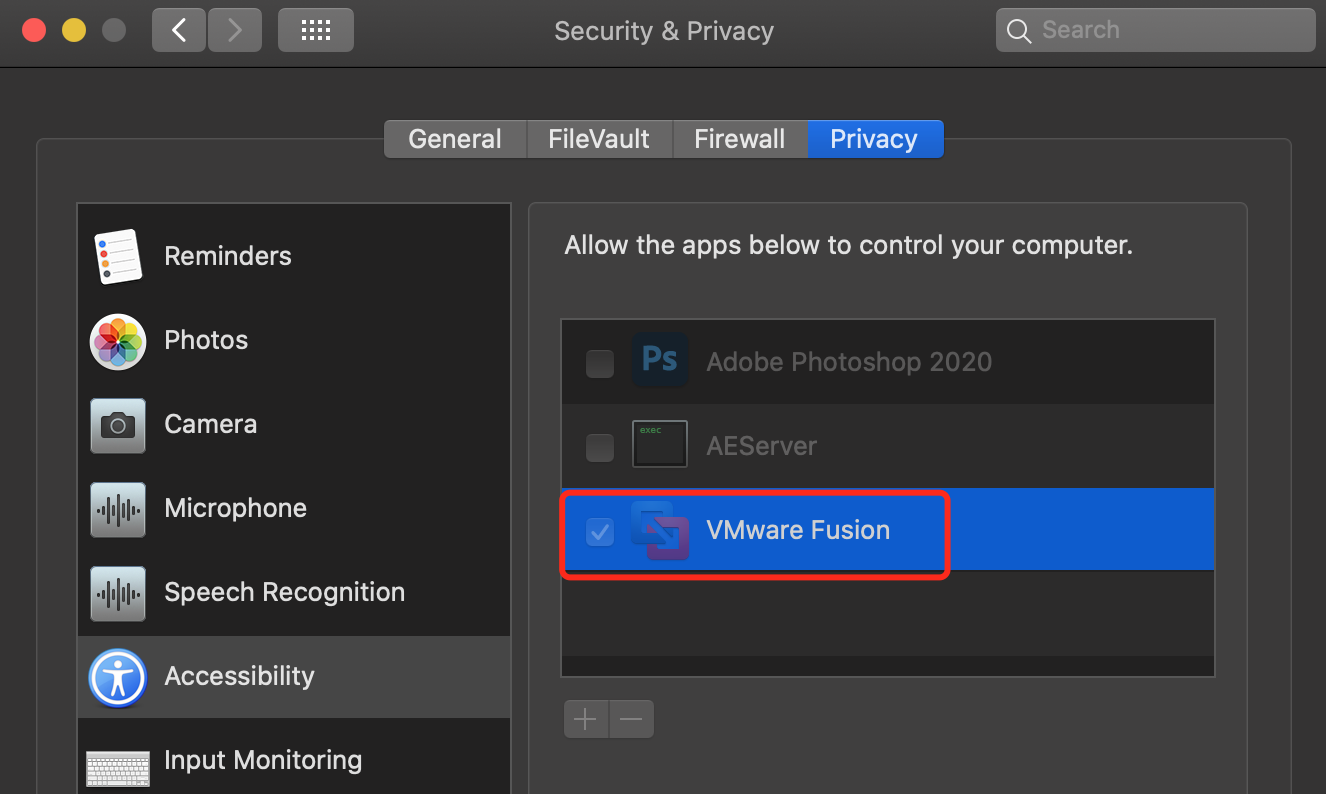 Security & Privacy
Search
General
FileVault
Firewall
Privacy
Reminders
Photos
Camera
Microphone
Speech Recognition
Accessibility
Input Monitoring
Allow the apps below to control your computer.
Ps
Adobe Photoshop 2020
exec
AEServer
VMware Fusion